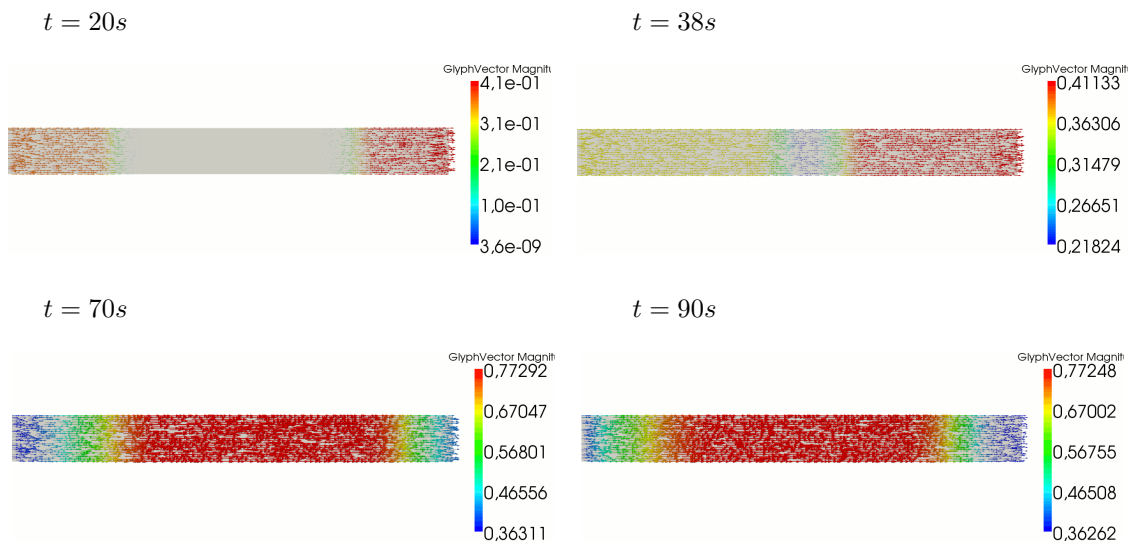 t = 20s
GlyphVector Magnitu
4,1e-01
3,1e-01
2,1e-01
1,0e-01
3,6e-09
t = 38s
GlyphVector Magnitu
0,41133
0,36306
0,31479
0,26651
0,21824
t = 70s
GlyphVector Magnitu
0,77292
0,67047
0,56801
0,46556
0,36311
t = 90s
GlyphVector Magnitu
0,77248
0,67002
0,56755
0,46508
0,36262